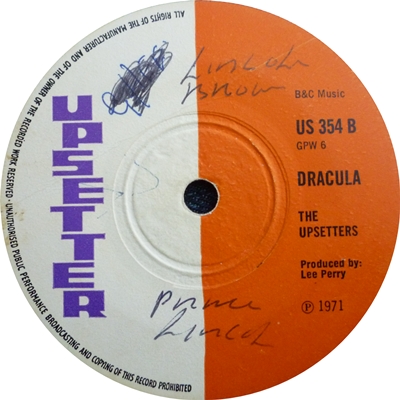 ALL RIGHTS OF THE MANUFACTURER AND OF THE OWNER OF THE RECORDED WORK RESERVED - UNAUTHORISED PUBLIC PERFORMANCE BROADCASTING AND COPYING OF THIS RECORD PROHIBITED
UPSETTER
Lincoln
Brown
B&C Music
US 354 B
GPW 6
DRACULA
THE
UPSETTERS
Produced by:
Lee Perry
Ⓟ 1971
Prince
Lincol